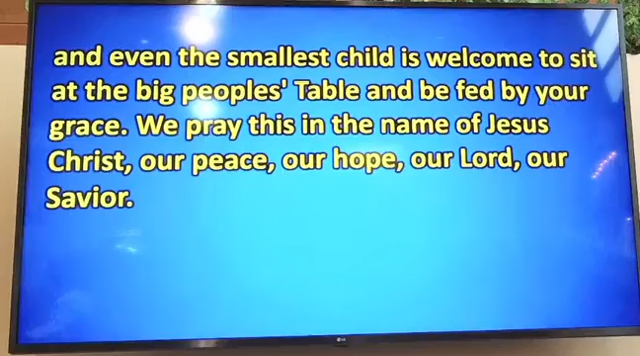 and even the smallest child is welcome to sit
at the big peoples' Table and be fed by your
grace. We pray this in the name of Jesus
Christ, our peace, our hope, our Lord, our
Savior.
LG